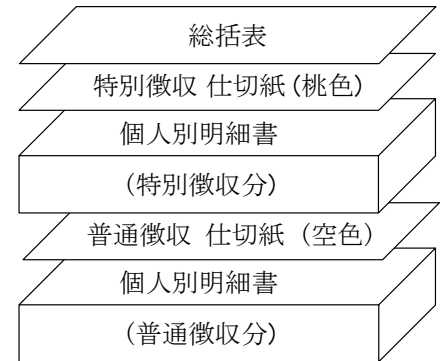 総括表
特別徴収 仕切紙(桃色)
個人別明細書
(特別徴収分)
普通徴収 仕切紙 (空色)
個人別明細書
(普通徴収分)